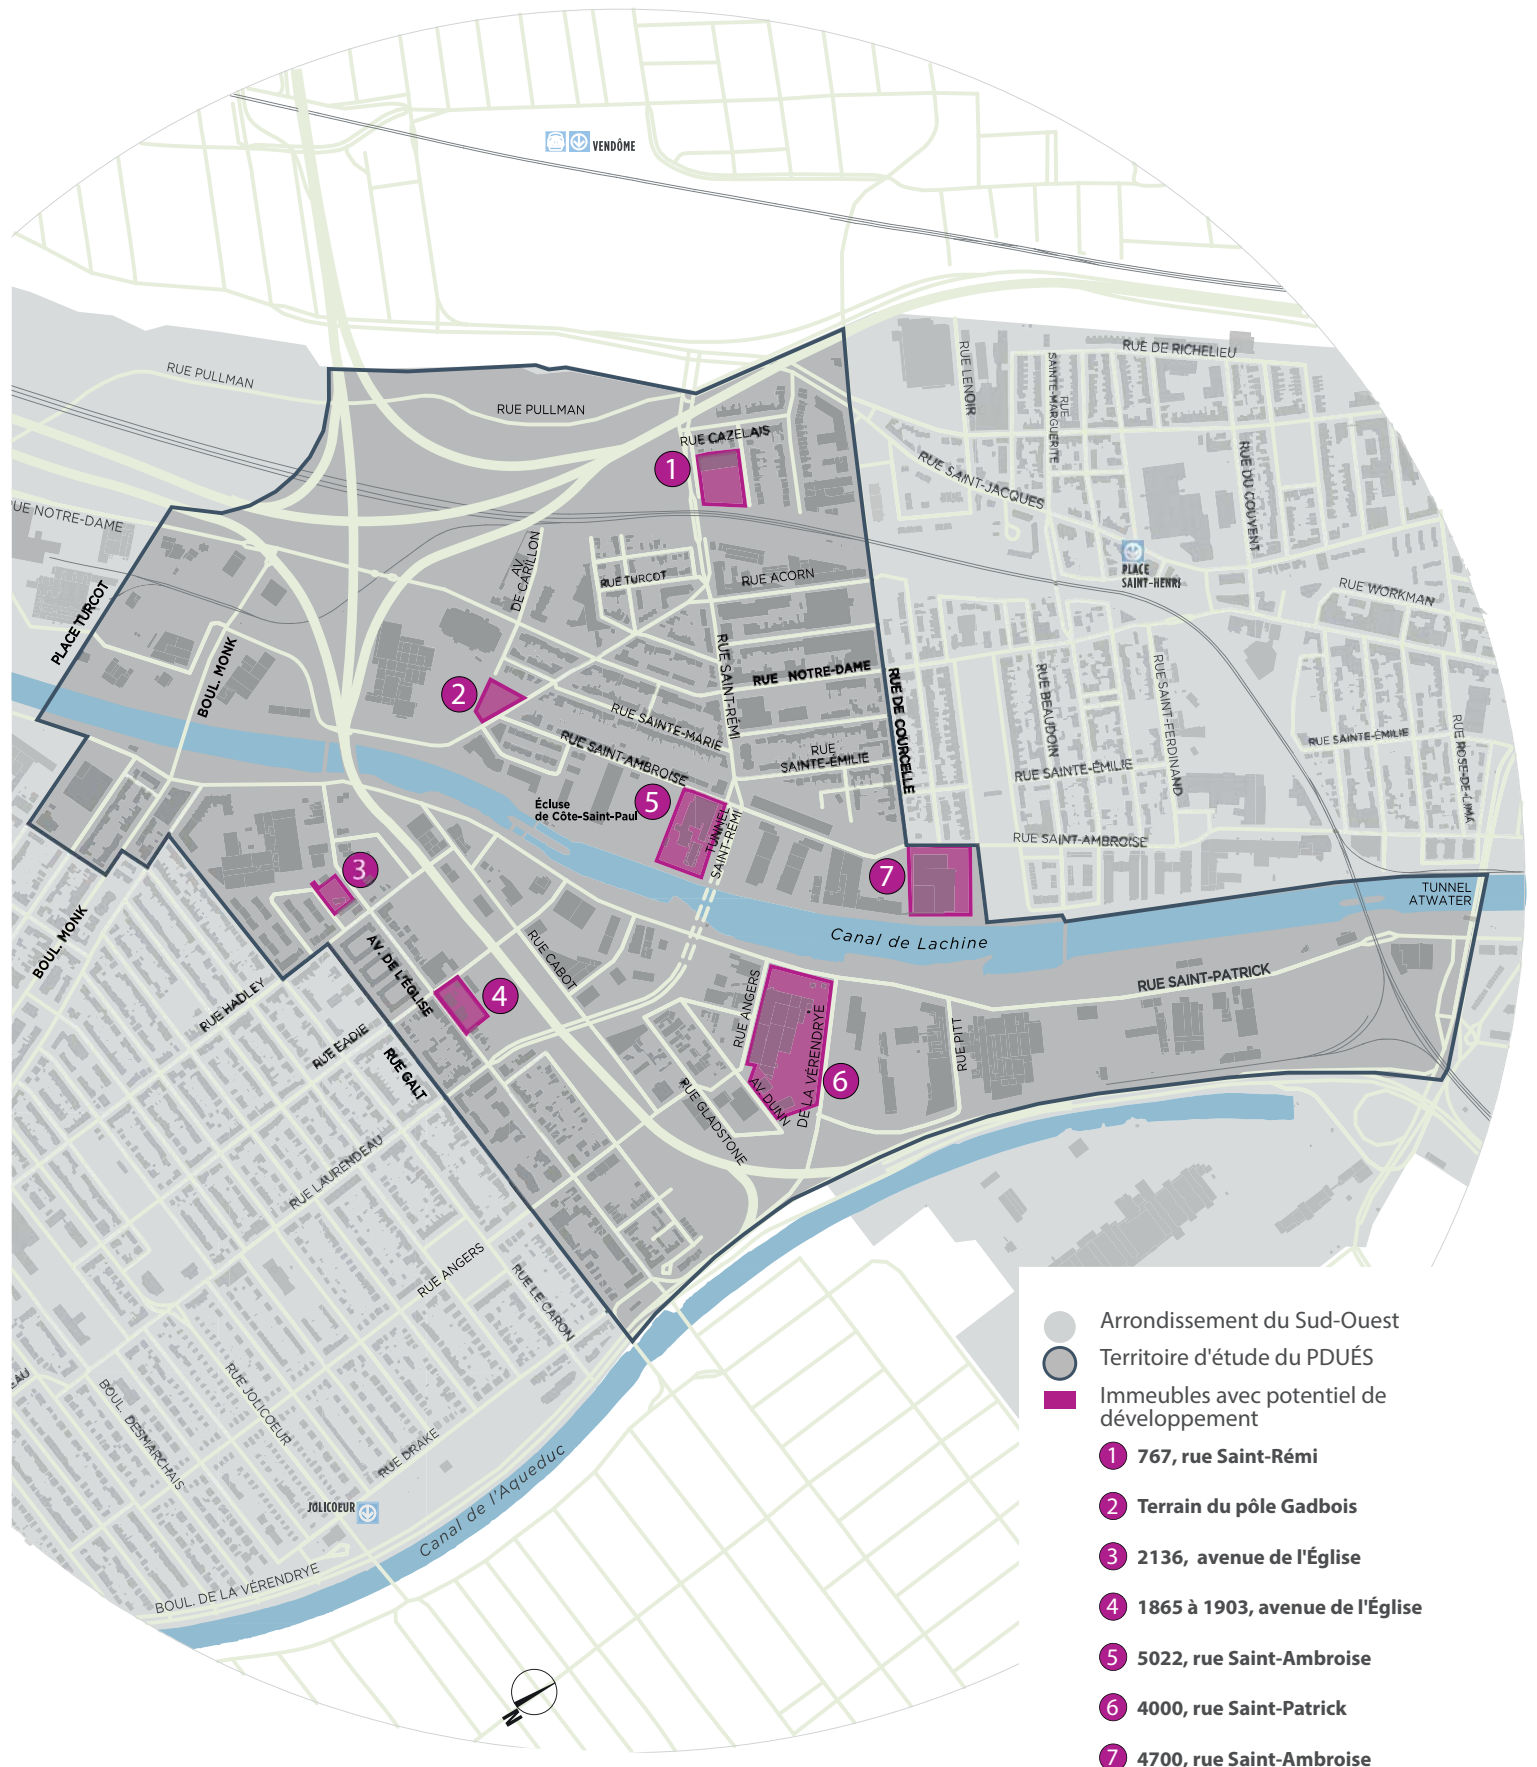 VENDÔME
RUE PULLMAN
RUE PULLMAN
RUE CAZELAIS
1
RUE LENOIR
RUE
SAINTE-MARGUERITE
RUE DE RICHELIEU
RUE SAINT-JACQUES
RUE DU COUVENT
PLACE
SAINT-HENRI
RUE WORKMAN
UE NOTRE-DAME
PLACE TURCOT
BOUL. MONK
AV.
DE CARILLON
RUE TURCOT
RUE ACORN
2
RUE SAINT-RÉMI
RUE NOTRE-DAME
RUE DE COURCELLE
RUE SAINTE-MARIE
RUE SAINT-AMBROISE
RUE
SAINTE-ÉMILIE
RUE BEAUDOIN
RUE SAINT-FERDINAND
RUE SAINTE-ÉMILIE
RUE SAINTE-ÉMILIE
RUE ROSE-DE-LIMA
Écluse
de Côte-Saint-Paul
5
TUNNEL
SAINT-RÉMI
RUE SAINT-AMBROISE
7
3
TUNNEL
ATWATER
Canal de Lachine
BOUL. MONK
AV. DE L'ÉGLISE
RUE CABOT
4
RUE HADLEY
RUE EADIE
RUE GALT
RUE ANGERS
RUE SAINT-PATRICK
RUE PITT
6
AV. DUNN
DE LA VÉRENDRYE
RUE GLADSTONE
RUE LAURENDEAU
RUE ANGERS
RUE LE CARON
EAU
RUE JOLICOEUR
BOUL. DESMARCHAIS
RUE DRAKE
JOLICOEUR
Canal de l'Aqueduc
BOUL. DE LA VÉRENDRYE
N
Arrondissement du Sud-Ouest
Territoire d'étude du PDUÉS
Immeubles avec potentiel de
développement
1 767, rue Saint-Rémi
2 Terrain du pôle Gadbois
3 2136, avenue de l'Église
4 1865 à 1903, avenue de l'Église
5 5022, rue Saint-Ambroise
6 4000, rue Saint-Patrick
7 4700, rue Saint-Ambroise